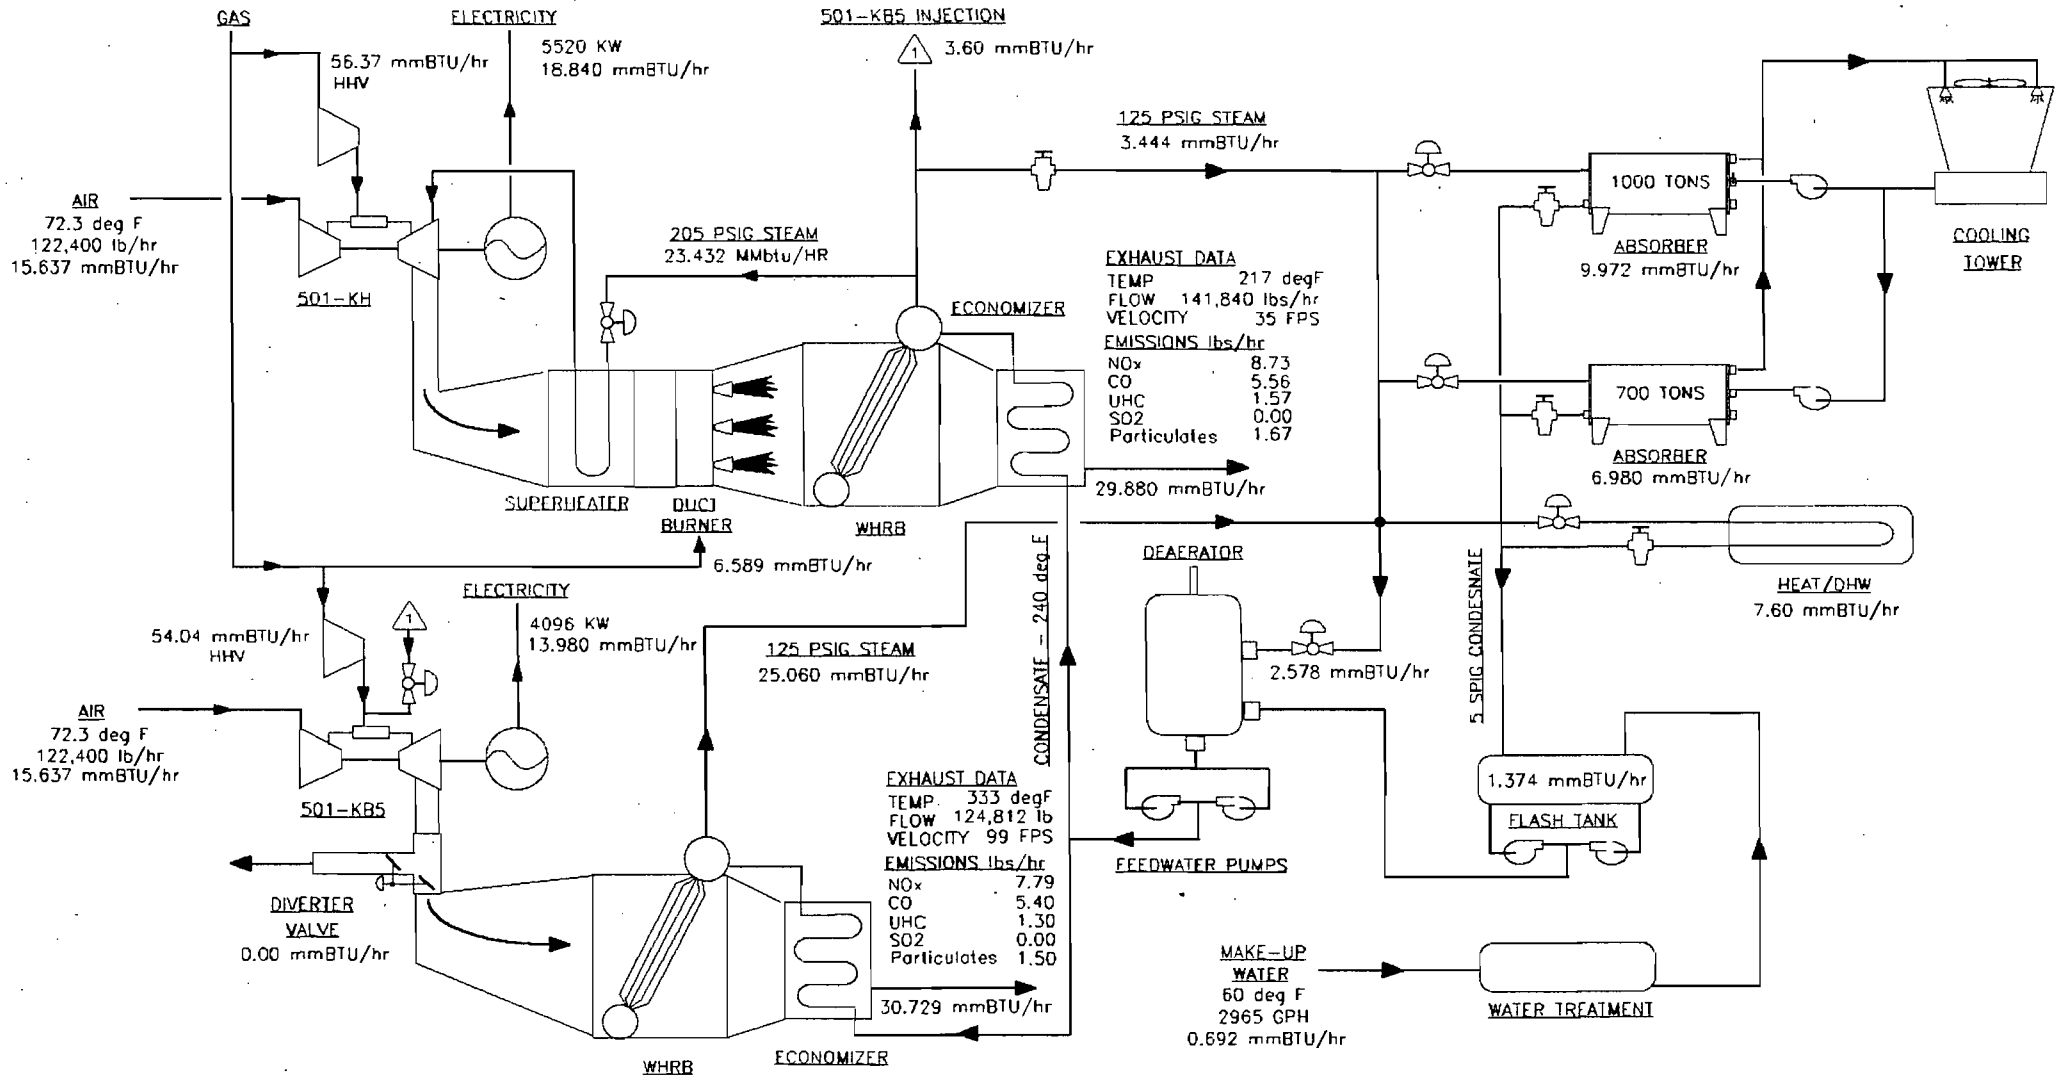 GAS
ELECTRICITY
5520 KW
18.840 mmBTU/hr
56.37 mmBTU/hr
HHV
501-KB5 INJECTION
1
3.60 mmBTU/hr
125 PSIG STEAM
3.444 mmBTU/hr
1000 TONS
ABSORBER
9.972 mmBTU/hr
COOLING
TOWER
AIR
72.3 deg F
122,400 lb/hr
15.637 mmBTU/hr
501-KH
205 PSIG STEAM
23.432 MMbtu/HR
ECONOMIZER
EXHAUST DATA
TEMP 217 degF
FLOW 141,840 lbs/hr
VELOCITY 35 FPS
EMISSIONS lbs/hr
NOx 8.73
CO 5.56
UHC 1.57
SO2 0.00
Particulates 1.67
29.880 mmBTU/hr
700 TONS
ABSORBER
6.980 mmBTU/hr
SUPERHEATER
DUCT
BURNER
WHRB
6.589 mmBTU/hr
CONDENSATE - 240 deg F
DEAERATOR
2.578 mmBTU/hr
5 SPIG CONDESNATE
HEAT/DHW
7.60 mmBTU/hr
54.04 mmBTU/hr
HHV
1
ELECTRICITY
4096 KW
13.980 mmBTU/hr
125 PSIG STEAM
25.060 mmBTU/hr
AIR
72.3 deg F
122,400 lb/hr
15.637 mmBTU/hr
501-KB5
EXHAUST DATA
TEMP 333 degF
FLOW 124,812 lb
VELOCITY 99 FPS
EMISSIONS lbs/hr
NOx 7.79
CO 5.40
UHC 1.30
SO2 0.00
Particulates 1.50
30.729 mmBTU/hr
FEEDWATER PUMPS
1.374 mmBTU/hr
FLASH TANK
DIVERTER
VALVE
0.00 mmBTU/hr
WHRB
ECONOMIZER
MAKE-UP
WATER
60 deg F
2965 GPH
0.692 mmBTU/hr
WATER TREATMENT